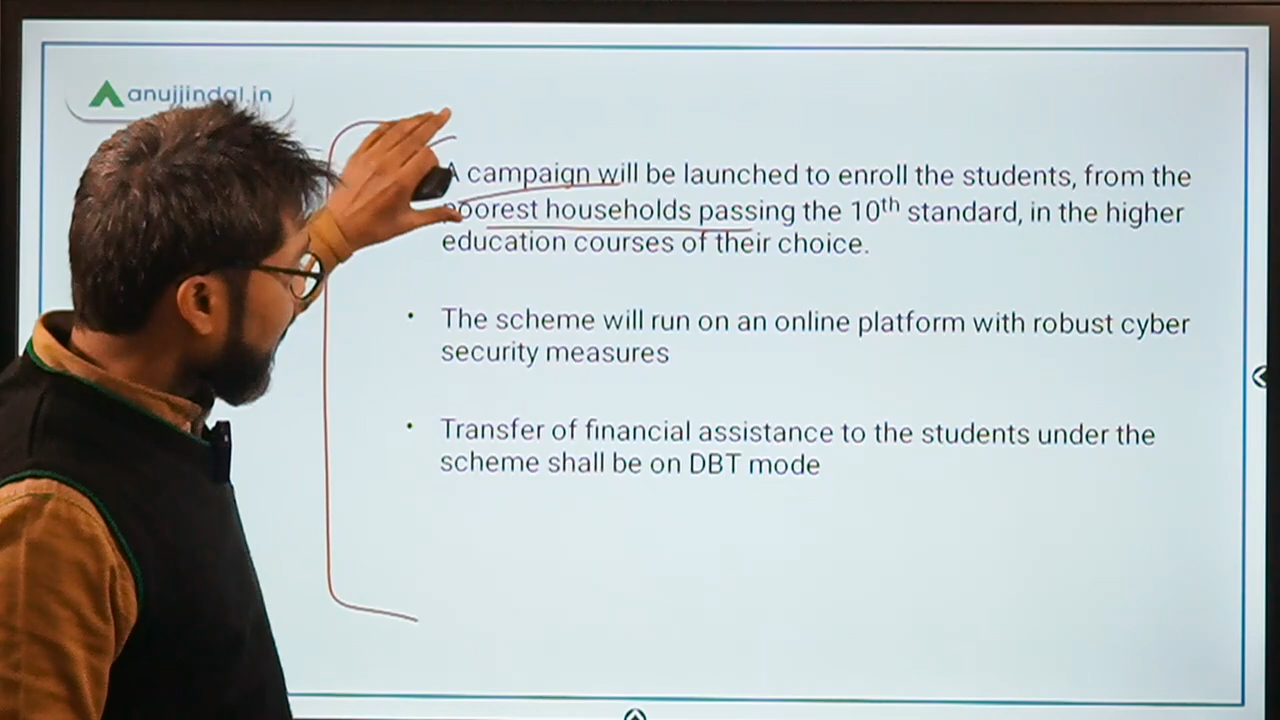 anujjindal.in
A campaign will be launched to enroll the students, from the
poorest households passing the 10th standard, in the higher
education courses of their choice.
• The scheme will run on an online platform with robust cyber
security measures
• Transfer of financial assistance to the students under the
scheme shall be on DBT mode